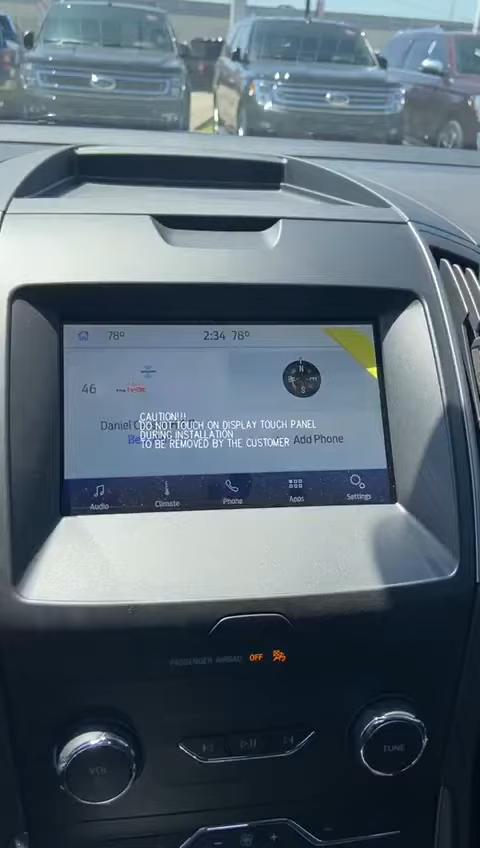 78° 2:34 78°
46
N
S
Daniel
Add Phone
CAUTION!!!
DO NOT TOUCH ON DISPLAY TOUCH PANEL
DURING INSTALLATION
TO BE REMOVED BY THE CUSTOMER
Audio Climate Phone Apps Settings
PASSENGER AIRBAG OFF
VOL
TUNE